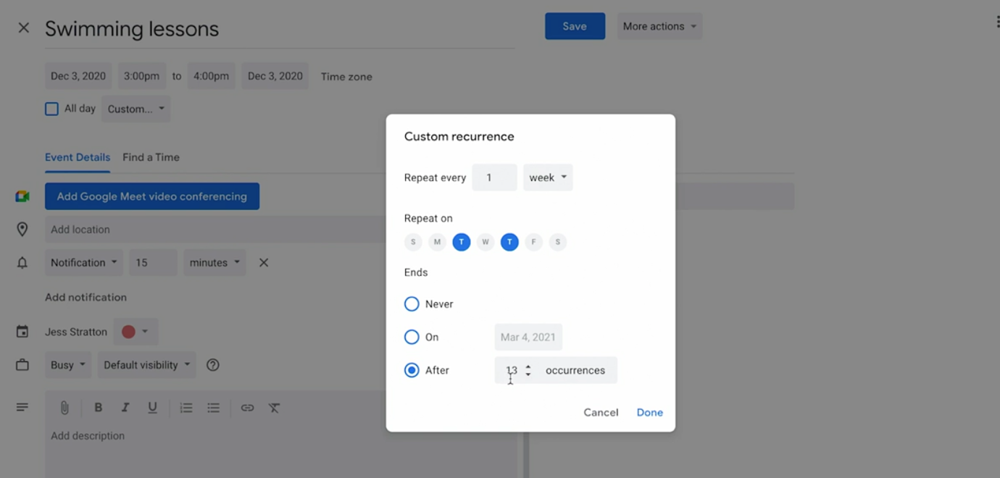 Swimming lessons
Save
More actions
Dec 3, 2020 3:00pm to 4:00pm Dec 3, 2020 Time zone
All day Custom...
Event Details Find a Time
Add Google Meet video conferencing
Add location
Notification 15 minutes
Add notification
Jess Stratton
Busy Default visibility
B I U
Add description
Custom recurrence
Repeat every 1 week
Repeat on
S M T W T F S
Ends
Never
On Mar 4, 2021
After 13 occurrences
Cancel Done